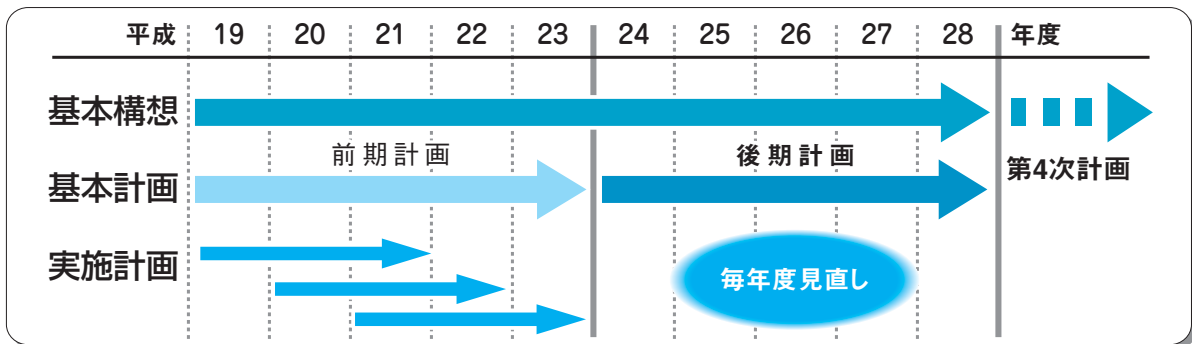 平成 19 20 21 22 23 24 25 26 27 28 年度
基本構想
前期計画 後期計画
基本計画 第4次計画
実施計画 毎年度見直し